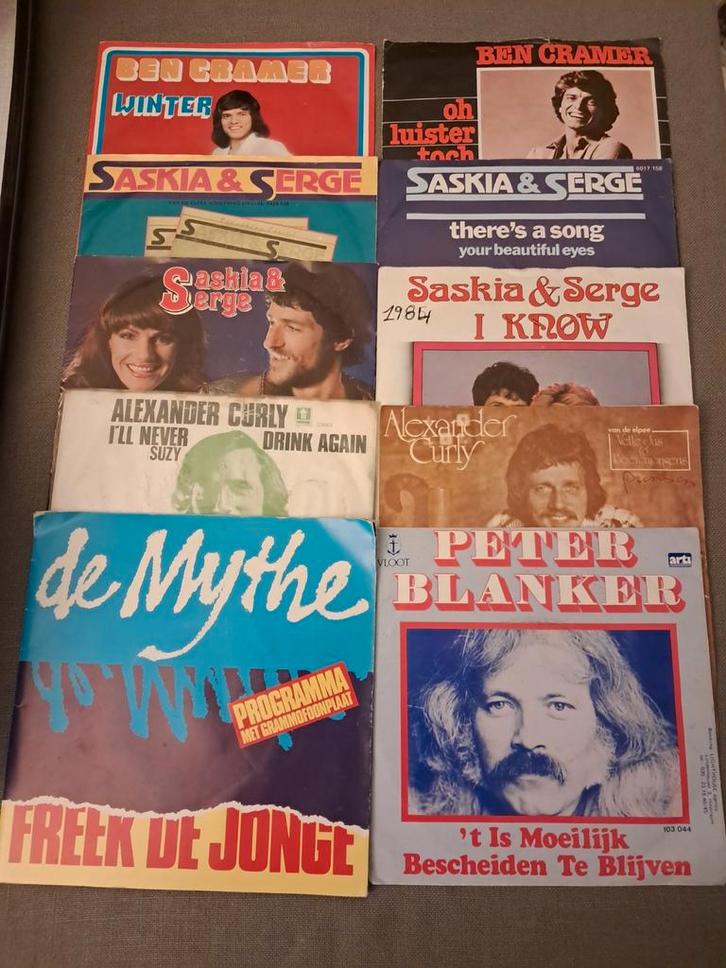 BEN CRAMER
WINTER
BEN CRAMER
oh
luister
toch
SASKIA & SERGE
SASKIA & SERGE
6017 158
there's a song
your beautiful eyes
Saskia &
Serge
Saskia & Serge
1984
I KNOW
ALEXANDER CURLY
I'LL NEVER DRINK AGAIN
SUZY
Alexander
Curly
van de elpee
de Mythe
PROGRAMMA
MET GRAMMOFOONPLAAT
FREEK DE JONGE
VLOOT
PETER
BLANKER
103 044
't Is Moeilijk
Bescheiden Te Blijven